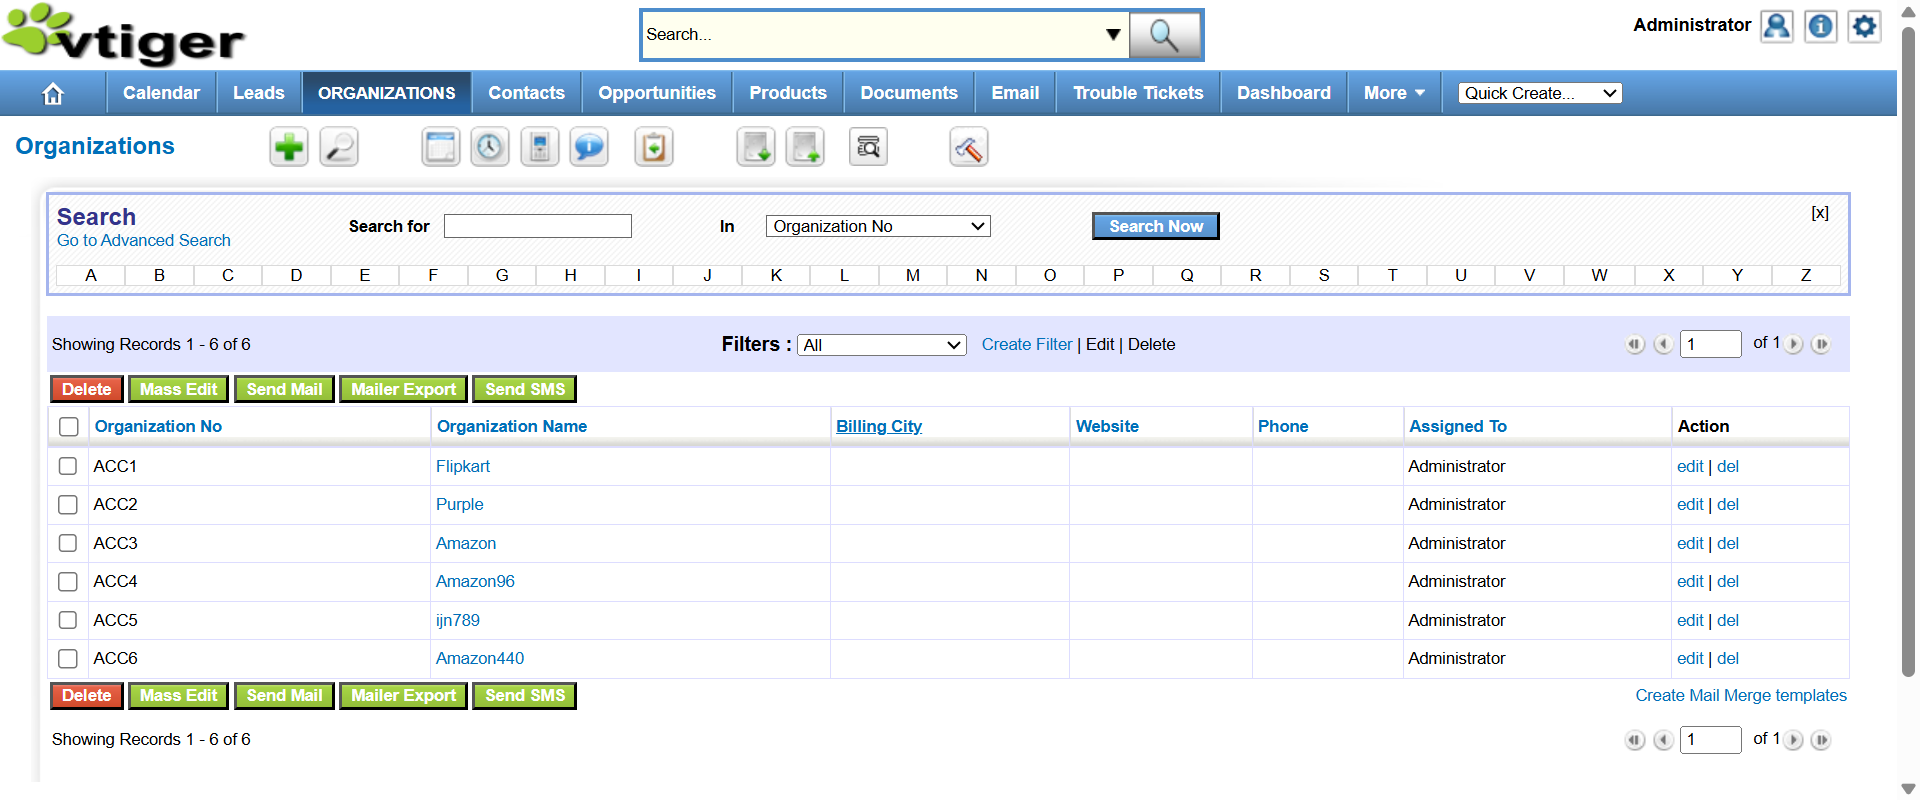 vtiger
Search...
Administrator
Calendar Leads ORGANIZATIONS Contacts Opportunities Products Documents Email Trouble Tickets Dashboard More Quick Create...
Organizations
Search
Go to Advanced Search
Search for In Organization No Search Now [x]
A B C D E F G H I J K L M N O P Q R S T U V W X Y Z
Showing Records 1 - 6 of 6 Filters : All Create Filter | Edit | Delete 1 of 1
Delete Mass Edit Send Mail Mailer Export Send SMS
Organization No Organization Name Billing City Website Phone Assigned To Action
ACC1 Flipkart Administrator edit | del
ACC2 Purple Administrator edit | del
ACC3 Amazon Administrator edit | del
ACC4 Amazon96 Administrator edit | del
ACC5 ijn789 Administrator edit | del
ACC6 Amazon440 Administrator edit | del
Delete Mass Edit Send Mail Mailer Export Send SMS Create Mail Merge templates
Showing Records 1 - 6 of 6 1 of 1